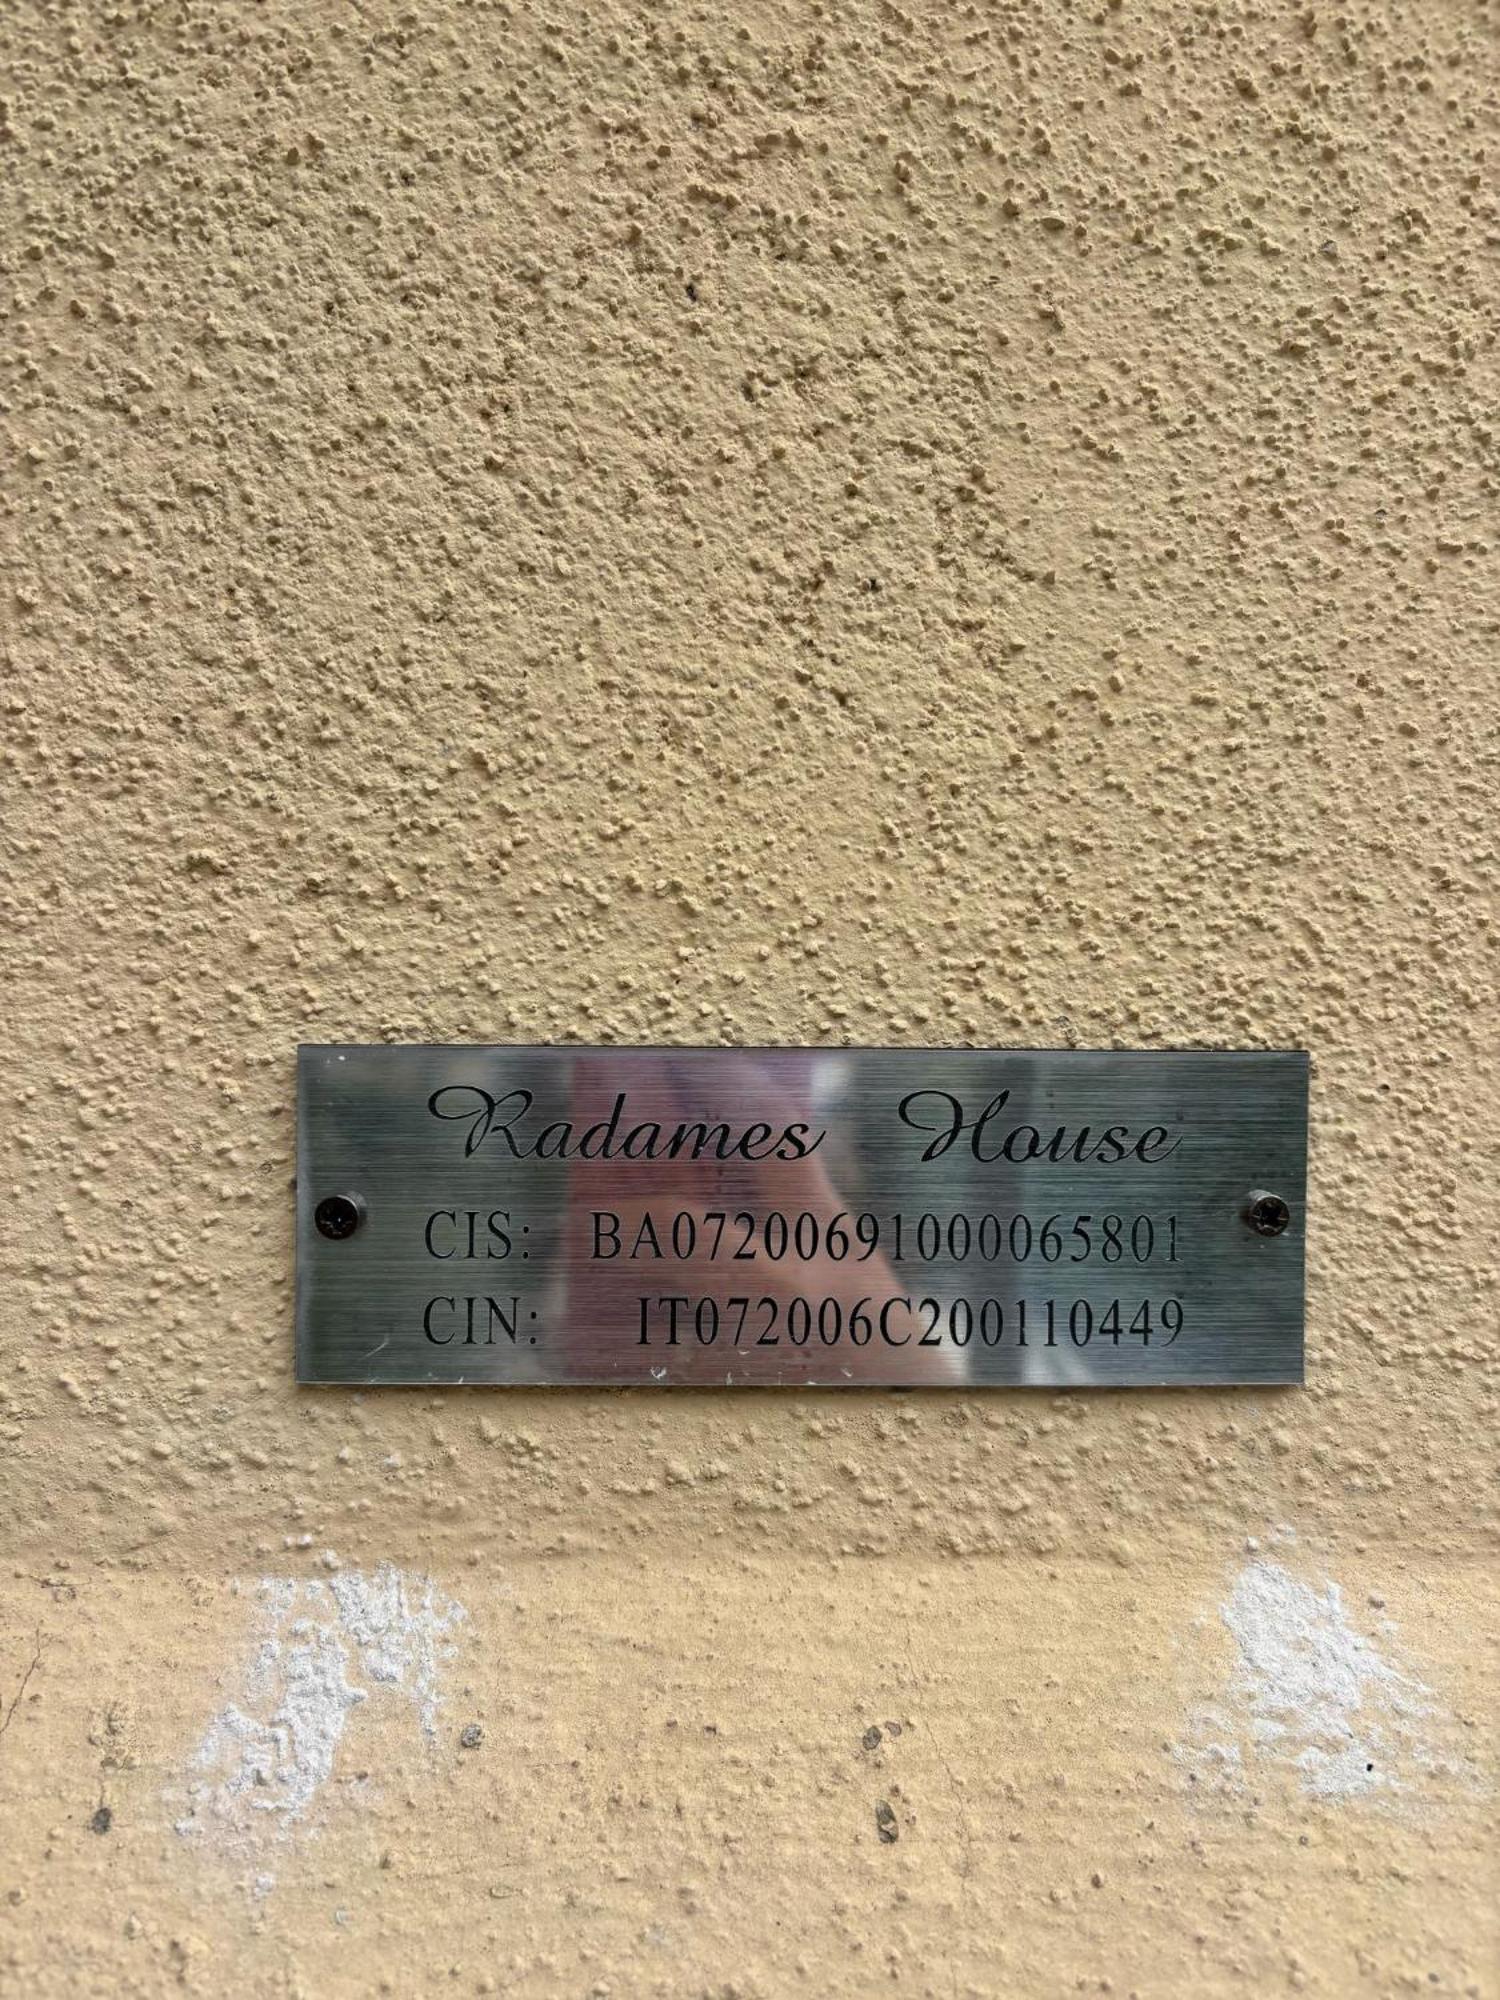 Radames House
CIS: BA07200691000065801
CIN: IT072006C200110449